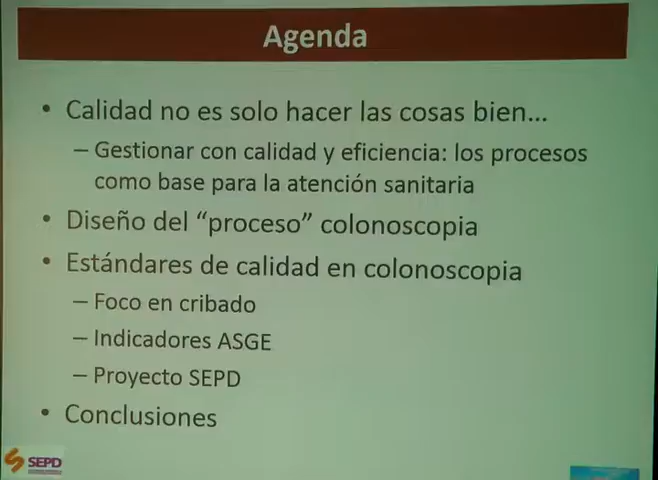 Agenda
• Calidad no es solo hacer las cosas bien...
– Gestionar con calidad y eficiencia: los procesos
como base para la atención sanitaria
• Diseño del “proceso” colonoscopia
• Estándares de calidad en colonoscopia
– Foco en cribado
– Indicadores ASGE
– Proyecto SEPD
• Conclusiones
SEPD